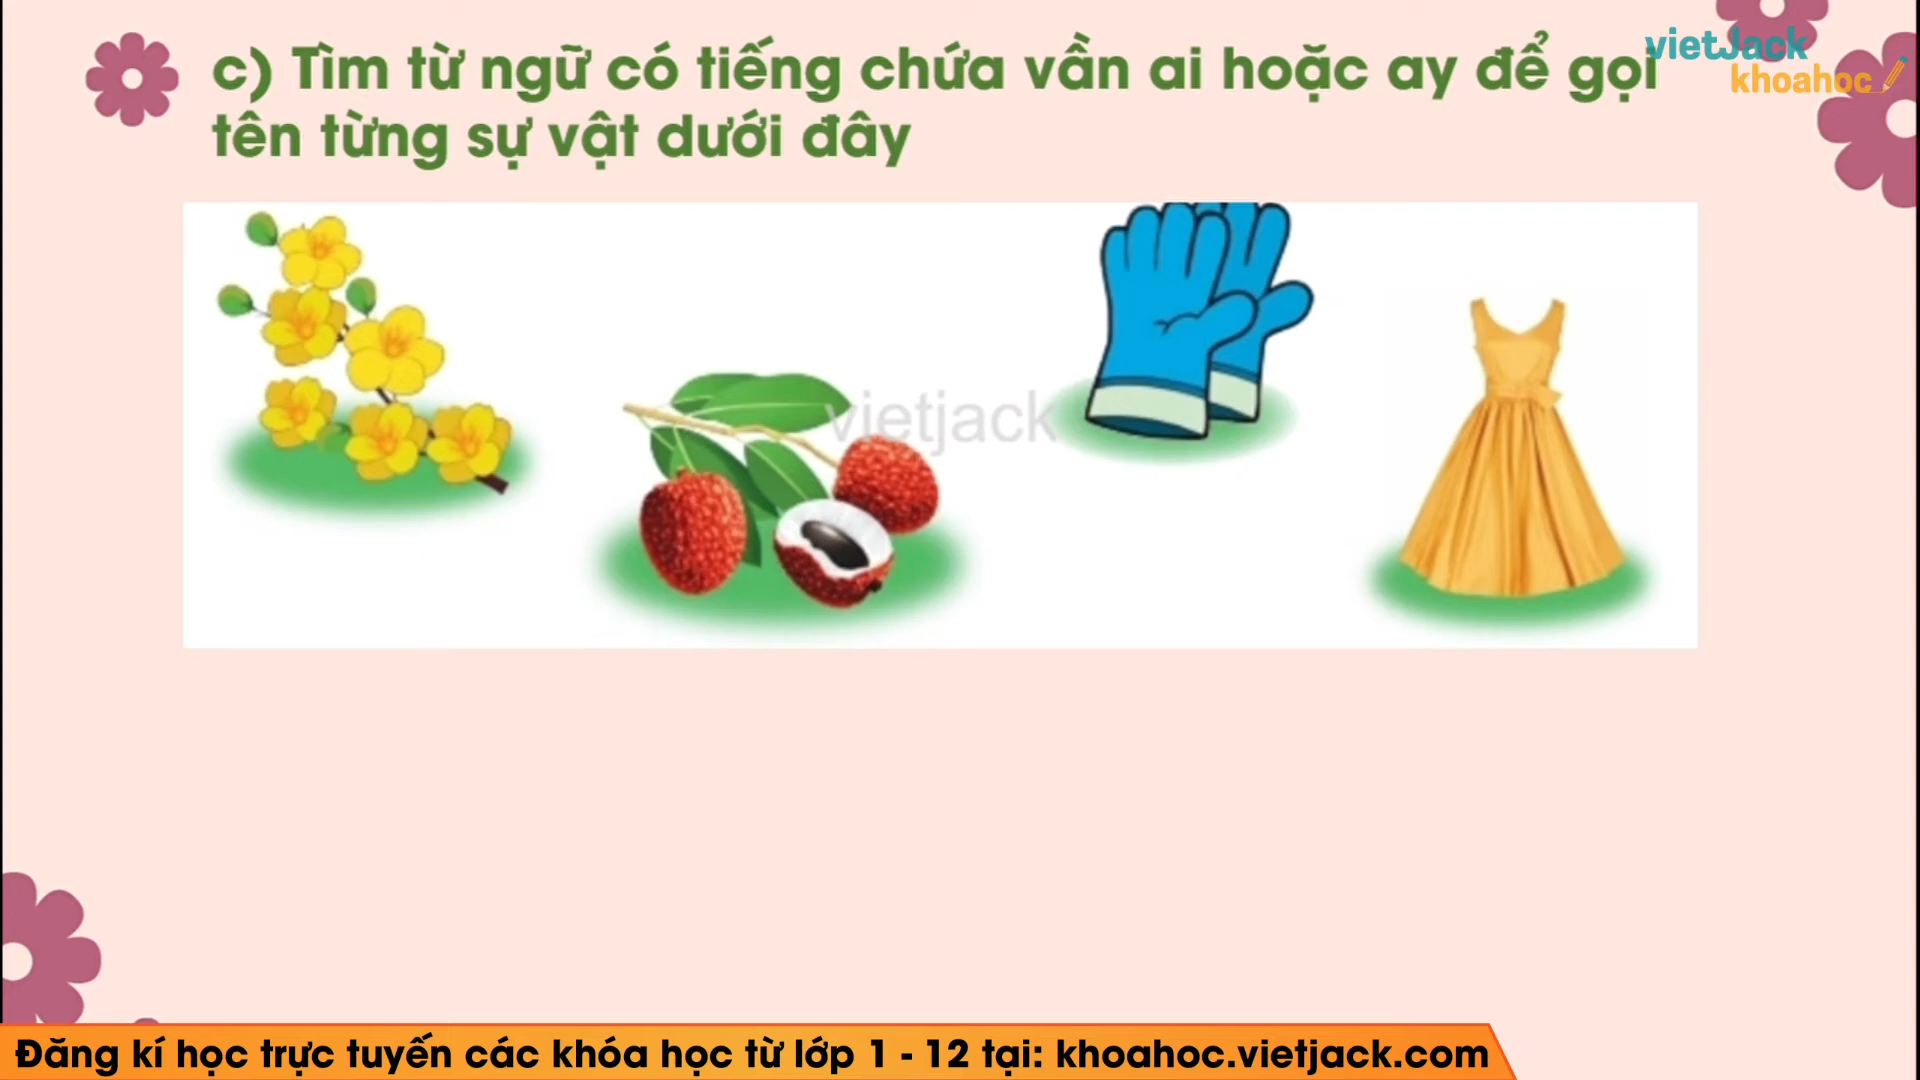 c) Tìm từ ngữ có tiếng chứa vần ai hoặc ay để gọi
tên từng sự vật dưới đây
vietJack
khoahoc
vietjack
Đăng kí học trực tuyến các khóa học từ lớp 1 - 12 tại: khoahoc.vietjack.com